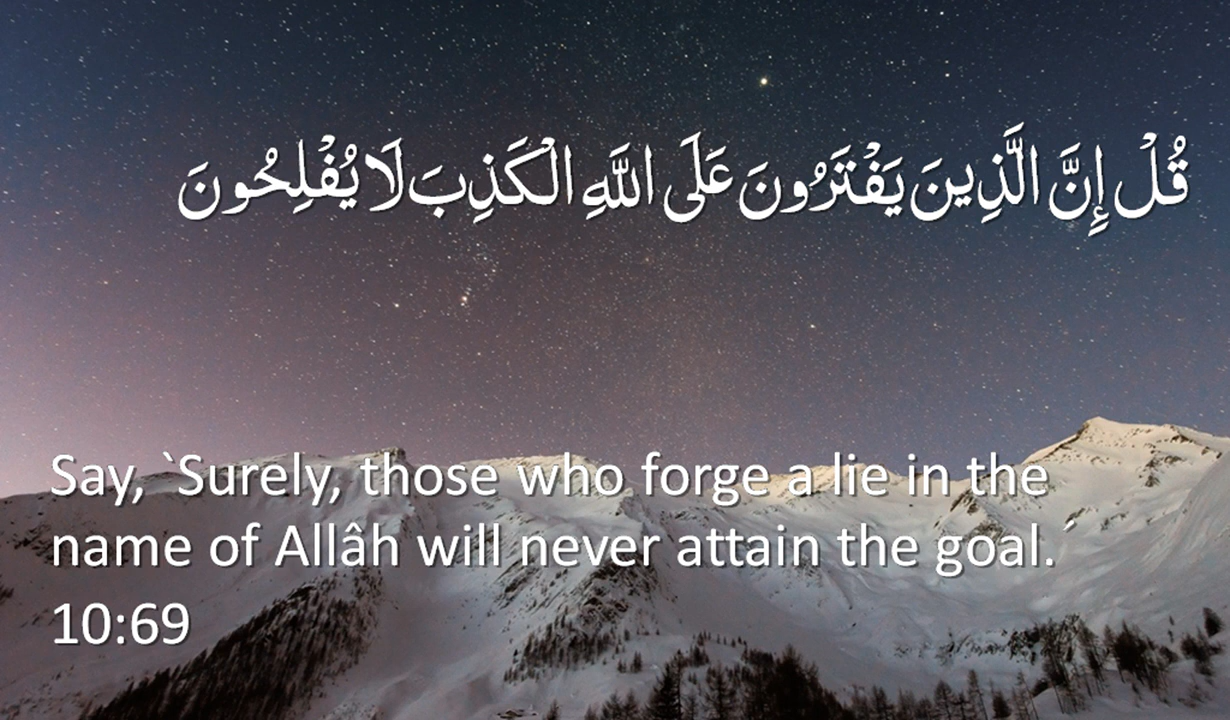 قُلْ إِنَّ الَّذِينَ يَفْتَرُونَ عَلَى اللَّهِ الْكَذِبَ لَا يُفْلِحُونَ
Say, `Surely, those who forge a lie in the
name of Allâh will never attain the goal.´
10:69